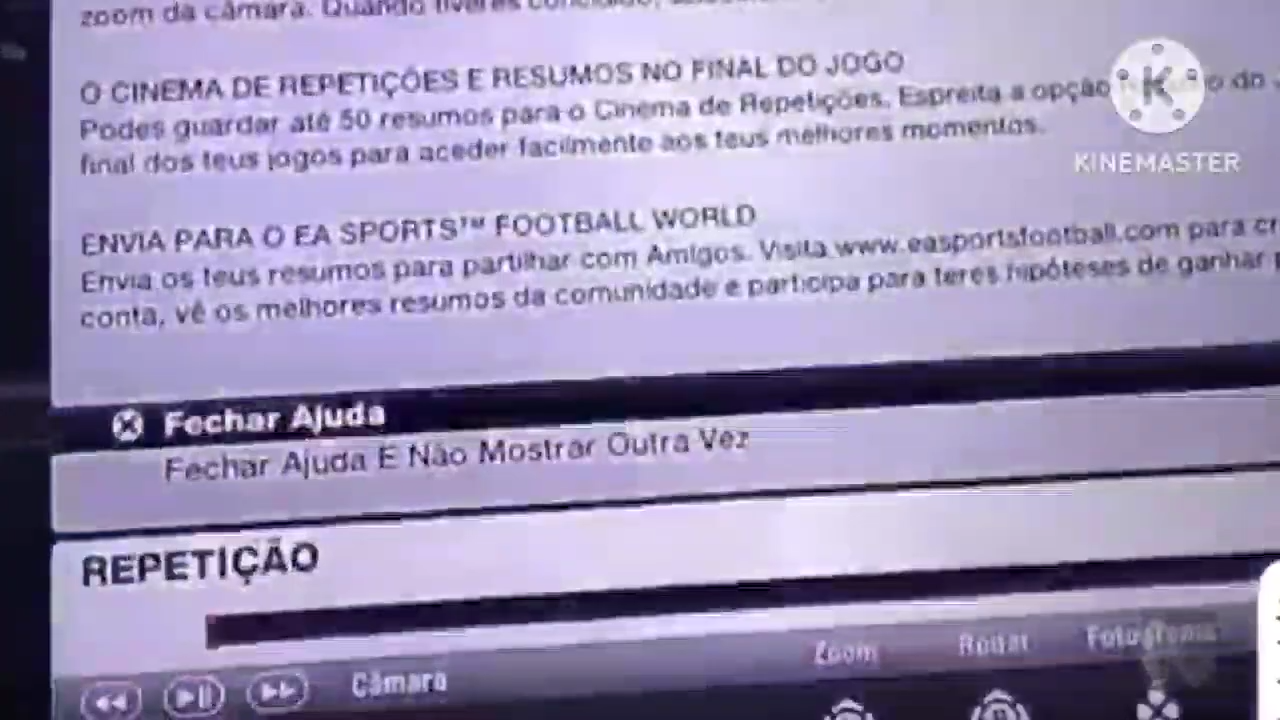 zoom da câmara. Quando tiveres concluído,
O CINEMA DE REPETIÇÕES E RESUMOS NO FINAL DO JOGO
Podes guardar até 50 resumos para o Cinema de Repetições. Espreita a opção do
final dos teus jogos para aceder facilmente aos teus melhores momentos.
KINEMASTER
ENVIA PARA O EA SPORTS™ FOOTBALL WORLD
Envia os teus resumos para partilhar com Amigos. Visita www.easportsfootball.com para cr
conta, vê os melhores resumos da comunidade e participa para teres hipóteses de ganhar
Fechar Ajuda
Fechar Ajuda E Não Mostrar Outra Vez
REPETIÇÃO
Zoom Rodar
Câmara